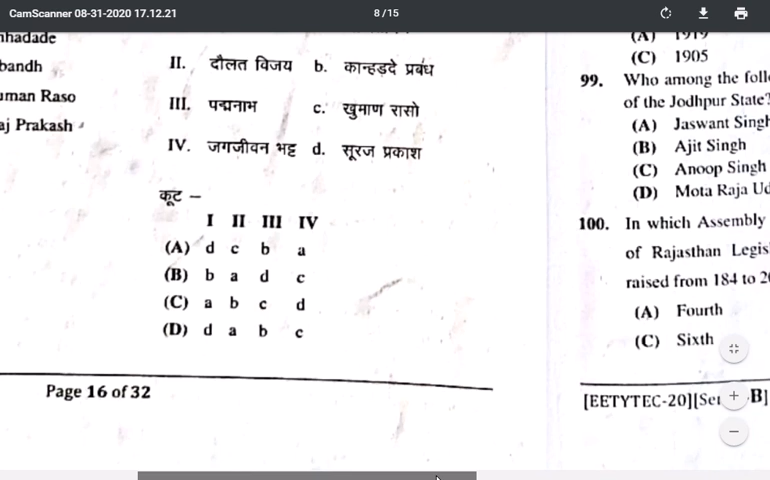 CamScanner 08-31-2020 17.12.21
8 / 15
nhadade
bandh
uman Raso
aj Prakash
II. दौलत विजय b. कान्हड़दे प्रबंध
III. पद्मनाभ c. खुमाण रासो
IV. जगजीवन भट्ट d. सूरज प्रकाश
कूट –
I II III IV
(A) d c b a
(B) b a d c
(C) a b c d
(D) d a b c
Page 16 of 32
(A) 1919
(C) 1905
99. Who among the foll
of the Jodhpur State?
(A) Jaswant Singh
(B) Ajit Singh
(C) Anoop Singh
(D) Mota Raja Ud
100. In which Assembly
of Rajasthan Legis
raised from 184 to 2
(A) Fourth
(C) Sixth
[EETYTEC-20][Ser B]